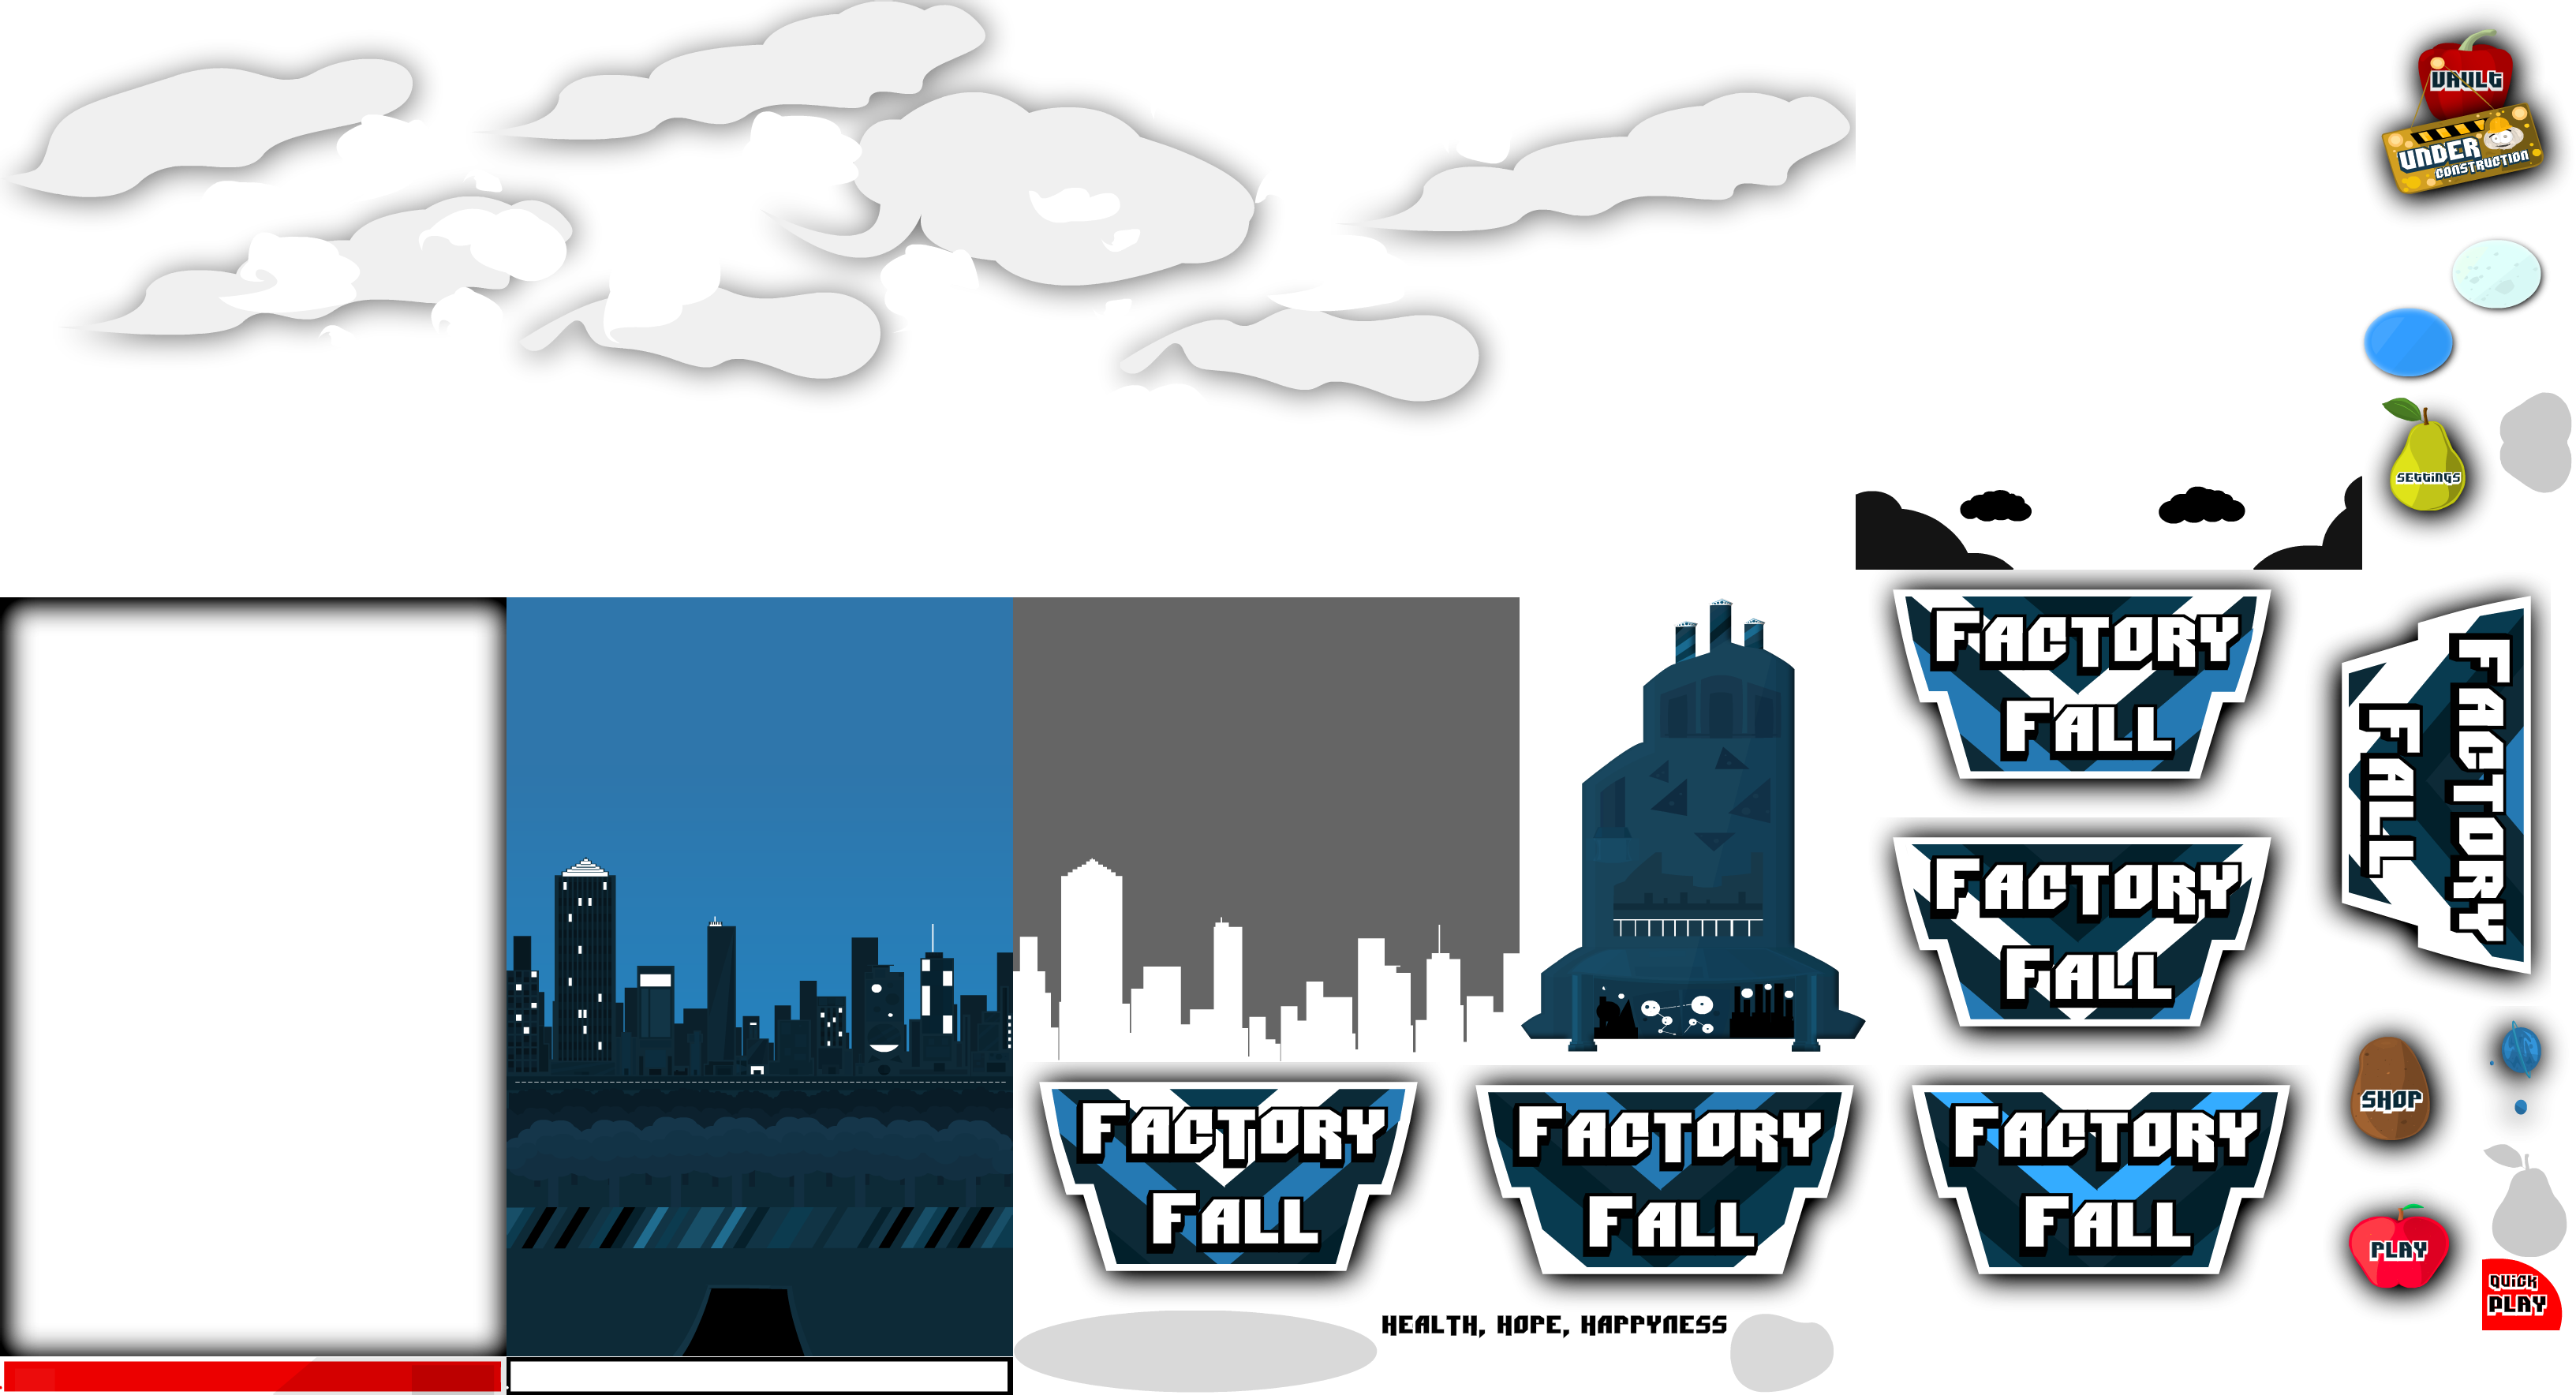 VAULT
UNDER
CONSTRUCTION
SETTINGS
FACTORY
FALL
FACTORY
FALL
FACTORY
FALL
FACTORY
FALL
FACTORY
FALL
FACTORY
FALL
SHOP
PLAY
QUICK
PLAY
HEALTH, HOPE, HAPPYNESS